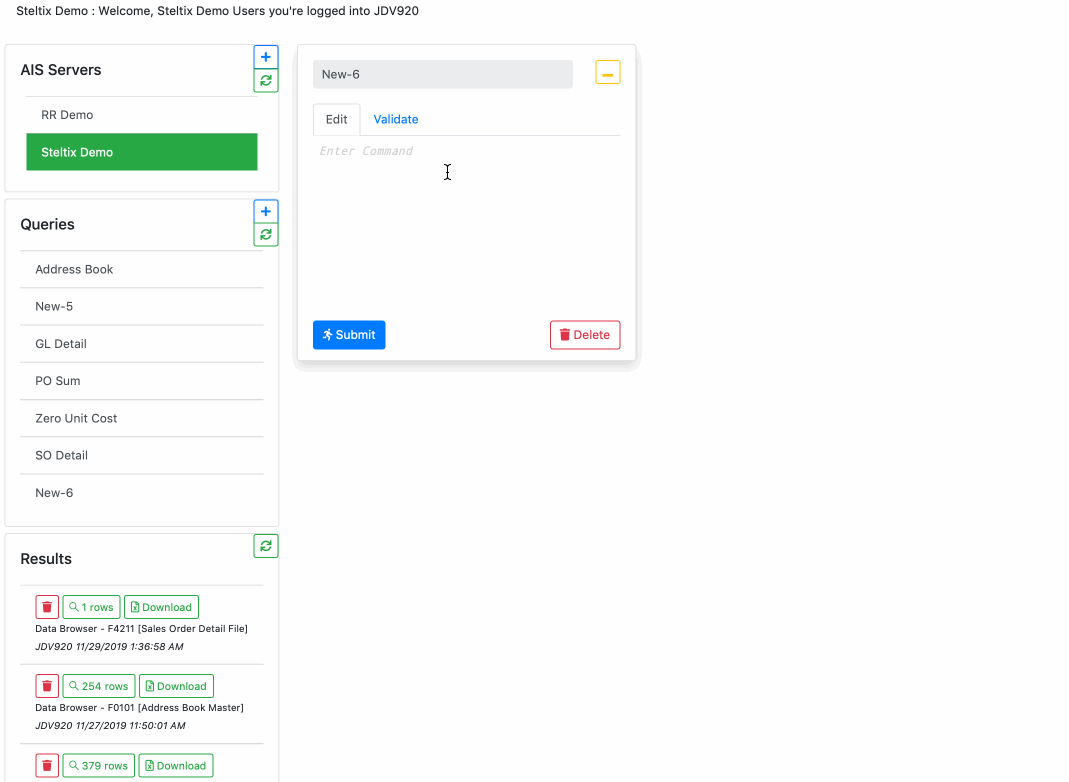 Steltix Demo : Welcome, Steltix Demo Users you're logged into JDV920
AIS Servers
RR Demo
Steltix Demo
Queries
Address Book
New-5
GL Detail
PO Sum
Zero Unit Cost
SO Detail
New-6
Results
1 rows Download
Data Browser - F4211 [Sales Order Detail File]
JDV920 11/29/2019 1:36:58 AM
254 rows Download
Data Browser - F0101 [Address Book Master]
JDV920 11/27/2019 11:50:01 AM
379 rows Download
New-6
Edit Validate
Enter Command
Submit Delete